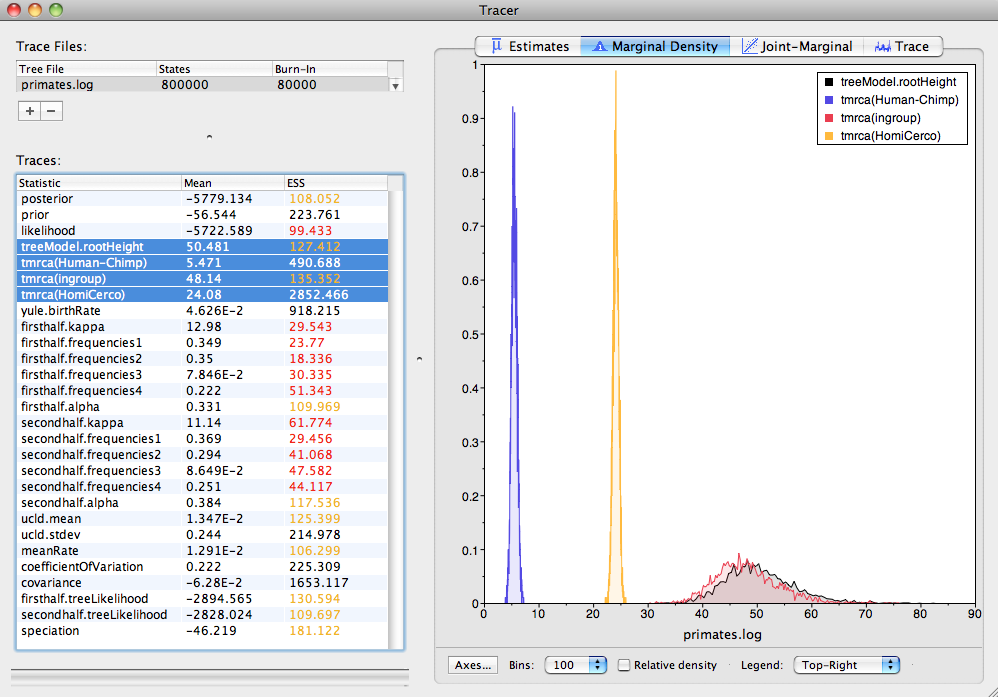 Tracer
Trace Files:
Tree File States Burn-In
primates.log 800000 80000
+ −
Traces:
Statistic Mean ESS
posterior -5779.134 108.052
prior -56.544 223.761
likelihood -5722.589 99.433
treeModel.rootHeight 50.481 127.412
tmrca(Human-Chimp) 5.471 490.688
tmrca(ingroup) 48.14 135.352
tmrca(HomiCerco) 24.08 2852.466
yule.birthRate 4.626E-2 918.215
firsthalf.kappa 12.98 29.543
firsthalf.frequencies1 0.349 23.77
firsthalf.frequencies2 0.35 18.336
firsthalf.frequencies3 7.846E-2 30.335
firsthalf.frequencies4 0.222 51.343
firsthalf.alpha 0.331 109.969
secondhalf.kappa 11.14 61.774
secondhalf.frequencies1 0.369 29.456
secondhalf.frequencies2 0.294 41.068
secondhalf.frequencies3 8.649E-2 47.582
secondhalf.frequencies4 0.251 44.117
secondhalf.alpha 0.384 117.536
ucld.mean 1.347E-2 125.399
ucld.stdev 0.244 214.978
meanRate 1.291E-2 106.299
coefficientOfVariation 0.222 225.309
covariance -6.28E-2 1653.117
firsthalf.treeLikelihood -2894.565 130.594
secondhalf.treeLikelihood -2828.024 109.697
speciation -46.219 181.122
Estimates Marginal Density Joint-Marginal Trace
treeModel.rootHeight
tmrca(Human-Chimp)
tmrca(ingroup)
tmrca(HomiCerco)
1
0.9
0.8
0.7
0.6
0.5
0.4
0.3
0.2
0.1
0
0 10 20 30 40 50 60 70 80 90
primates.log
Axes... Bins: 100 Relative density Legend: Top-Right